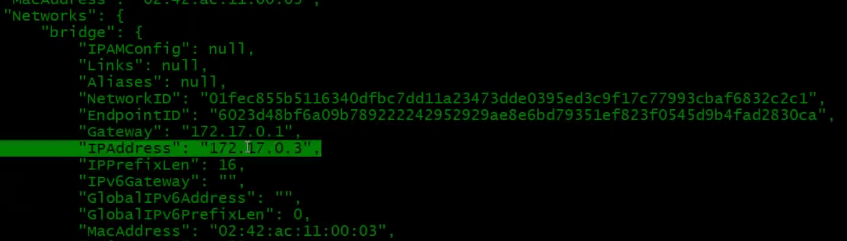 "MacAddress": "02:42:ac:11:00:03",
"Networks": {
"bridge": {
"IPAMConfig": null,
"Links": null,
"Aliases": null,
"NetworkID": "01fec855b5116340dfbc7dd11a23473dde0395ed3c9f17c77993cbaf6832c2c1",
"EndpointID": "6023d48bf6a09b789222242952929ae8e6bd79351ef823f0545d9b4fad2830ca",
"Gateway": "172.17.0.1",
"IPAddress": "172.17.0.3",
"IPPrefixLen": 16,
"IPv6Gateway": "",
"GlobalIPv6Address": "",
"GlobalIPv6PrefixLen": 0,
"MacAddress": "02:42:ac:11:00:03",